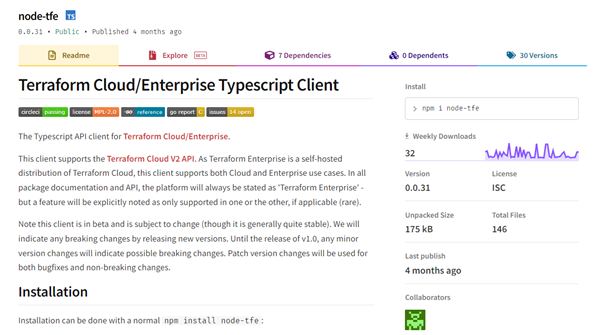 node-tfe TS
0.0.31 • Public • Published 4 months ago
Readme
Explore BETA
7 Dependencies
0 Dependents
30 Versions
Terraform Cloud/Enterprise Typescript Client
circleci passing license MPL-2.0 reference go report C issues 14 open
The Typescript API client for Terraform Cloud/Enterprise.
This client supports the Terraform Cloud V2 API. As Terraform Enterprise is a self-hosted
distribution of Terraform Cloud, this client supports both Cloud and Enterprise use cases. In all
package documentation and API, the platform will always be stated as 'Terraform Enterprise' -
but a feature will be explicitly noted as only supported in one or the other, if applicable (rare).
Note this client is in beta and is subject to change (though it is generally quite stable). We will
indicate any breaking changes by releasing new versions. Until the release of v1.0, any minor
version changes will indicate possible breaking changes. Patch version changes will be used for
both bugfixes and non-breaking changes.
Installation
Installation can be done with a normal npm install node-tfe :
Install
> npm i node-tfe
Weekly Downloads
32
Version License
0.0.31 ISC
Unpacked Size Total Files
175 kB 146
Last publish
4 months ago
Collaborators